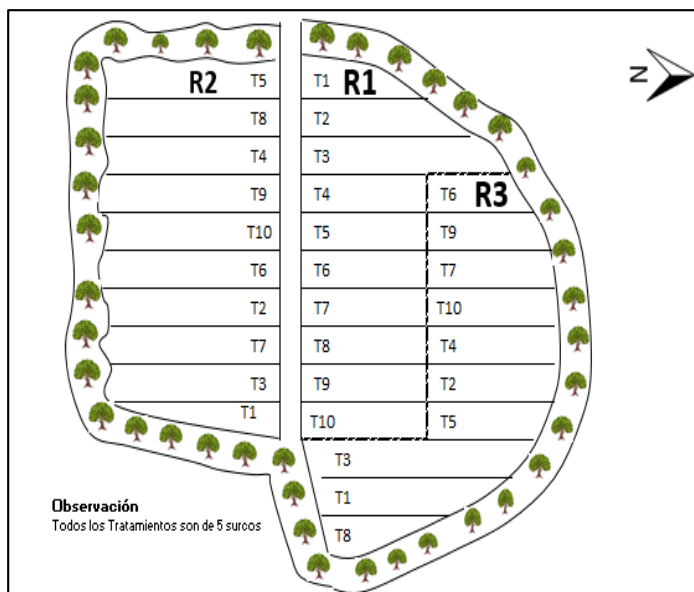 R2
T5
T8
T4
T9
T10
T6
T2
T7
T3
T1
T1 R1
T2
T3
T4
T5
T6
T7
T8
T9
T10
T6 R3
T9
T7
T10
T4
T2
T5
T3
T1
T8
N
Observación
Todos los Tratamientos son de 5 surcos